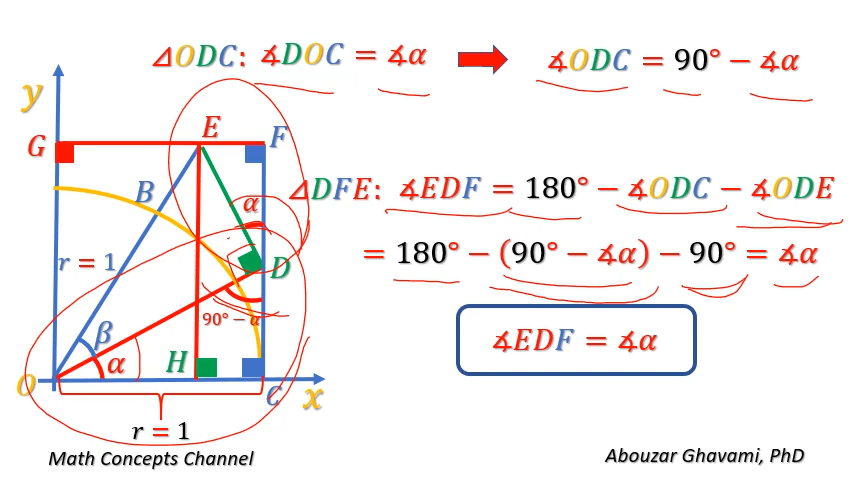 ⊿ODC: ∡DOC = ∡α
∡ODC = 90° − ∡α
y
G
E
F
B
α
⊿DFE: ∡EDF = 180° − ∡ODC − ∡ODE
= 180° − (90° − ∡α) − 90° = ∡α
r = 1
D
90° − α
β
α
H
∡EDF = ∡α
O
C
x
r = 1
Math Concepts Channel
Abouzar Ghavami, PhD